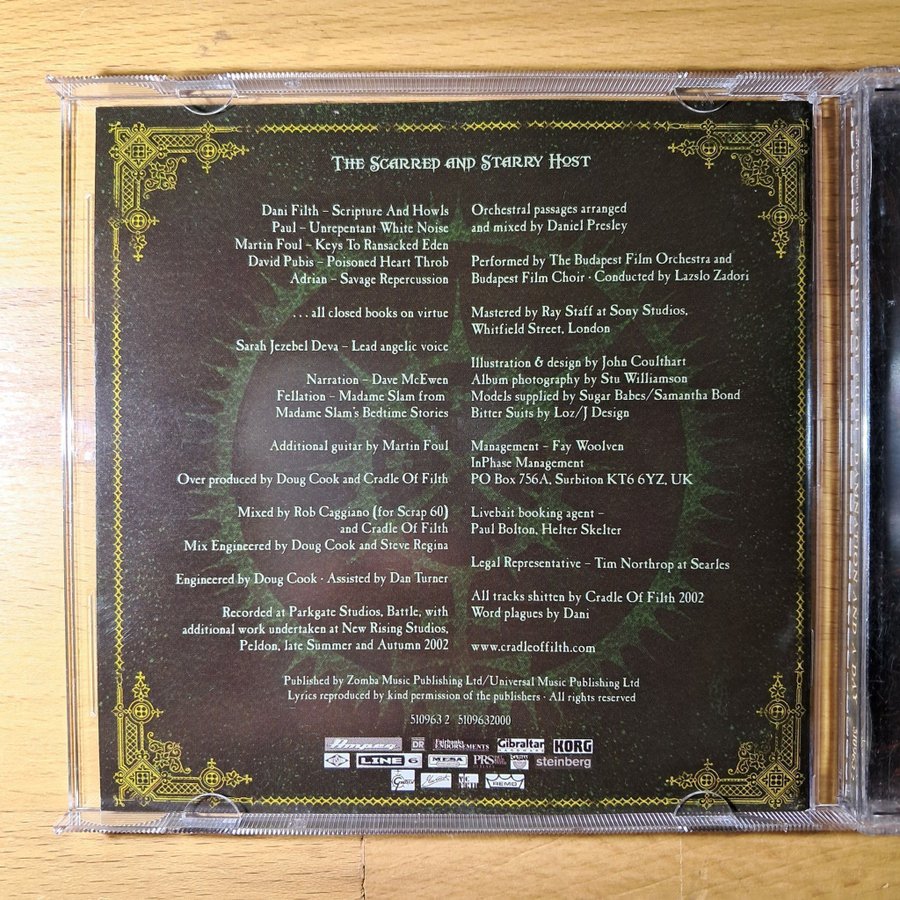 The Scarred and Starry Host
Dani Filth – Scripture And Howls
Paul – Unrepentant White Noise
Martin Foul – Keys To Ransacked Eden
David Pubis – Poisoned Heart Throb
Adrian – Savage Repercussion
. . . all closed books on virtue
Sarah Jezebel Deva – Lead angelic voice
Narration – Dave McEwen
Fellation – Madame Slam from
Madame Slam's Bedtime Stories
Additional guitar by Martin Foul
Over produced by Doug Cook and Cradle Of Filth
Mixed by Rob Caggiano (for Scrap 60)
and Cradle Of Filth
Mix Engineered by Doug Cook and Steve Regina
Engineered by Doug Cook · Assisted by Dan Turner
Recorded at Parkgate Studios, Battle, with
additional work undertaken at New Rising Studios,
Peldon, late Summer and Autumn 2002
Orchestral passages arranged
and mixed by Daniel Presley
Performed by The Budapest Film Orchestra and
Budapest Film Choir · Conducted by Lazslo Zadori
Mastered by Ray Staff at Sony Studios,
Whitfield Street, London
Illustration & design by John Coulthart
Album photography by Stu Williamson
Models supplied by Sugar Babes/Samantha Bond
Bitter Suits by Loz/J Design
Management – Fay Woolven
InPhase Management
PO Box 756A, Surbiton KT6 6YZ, UK
Livebait booking agent –
Paul Bolton, Helter Skelter
Legal Representative – Tim Northrop at Searles
All tracks shitten by Cradle Of Filth 2002
Word plagues by Dani
www.cradleoffilth.com
Published by Zomba Music Publishing Ltd/Universal Music Publishing Ltd
Lyrics reproduced by kind permission of the publishers · All rights reserved
510963 2 5109632000
Ampeg DR Fairbanks ENDORSEMENTS Gibraltar HARDWARE KORG
LINE 6 MESA PRS steinberg
REMO
DAMNATION AND A DAY